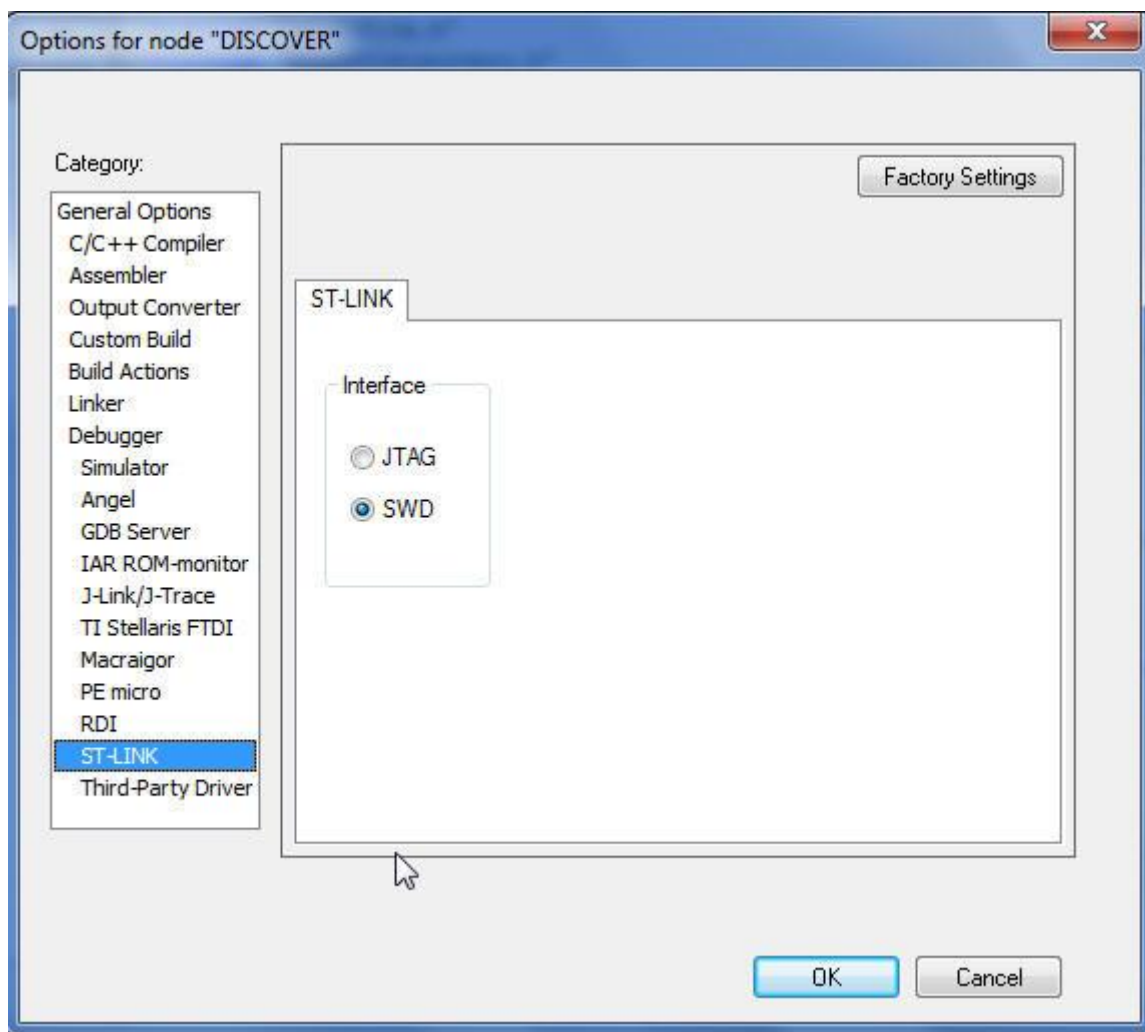 Options for node "DISCOVER"
Category:
Factory Settings
General Options
C/C++ Compiler
Assembler
Output Converter
Custom Build
Build Actions
Linker
Debugger
Simulator
Angel
GDB Server
IAR ROM-monitor
J-Link/J-Trace
TI Stellaris FTDI
Macraigor
PE micro
RDI
ST-LINK
Third-Party Driver
ST-LINK
Interface
JTAG
SWD
OK
Cancel